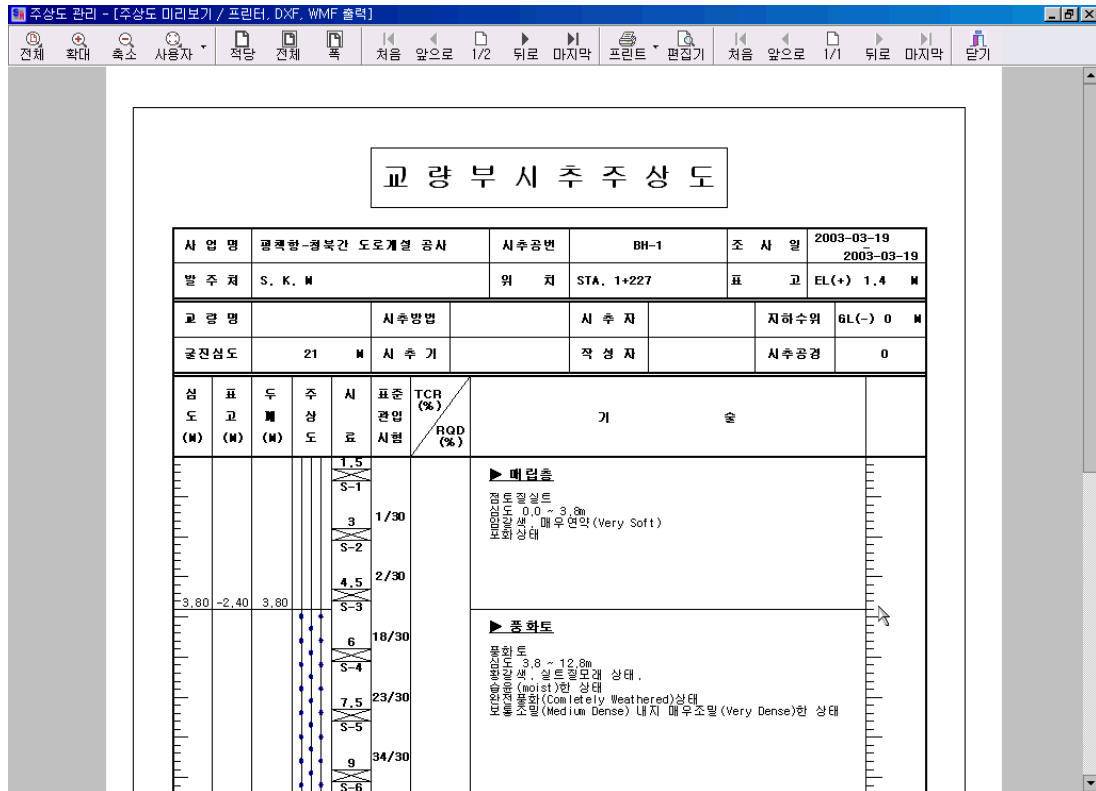 주상도 관리 - [주상도 미리보기 / 프린터, DXF, WMF 출력]
전체 확대 축소 사용자 적당 전체 폭 처음 앞으로 1/2 뒤로 마지막 프린트 편집기 처음 앞으로 1/1 뒤로 마지막 닫기
교 량 부 시 추 주 상 도
사 업 명 평택항-청북간 도로개설 공사 시추공번 BH-1 조 사 일 2003-03-19
~
2003-03-19
발 주 처 S. K. M 위 치 STA. 1+227 표 고 EL(+) 1.4 M
교 량 명 시추방법 시 추 자 지하수위 GL(-) 0 M
굴진심도 21 M 시 추 기 작 성 자 시추공경 0
심 표 두 주 시 표준 TCR
(%)
도 고 께 상 관입 기 술
(M) (M) (M) 도 료 시험 RQD
(%)
1.5
S-1
▶ 매립층
점토질실트
심도 0.0 ~ 3.8m
암갈색, 매우연약(Very Soft)
포화상태
3 1/30
S-2
4.5 2/30
3.80 -2.40 3.80 S-3
▶ 풍화토
6 18/30
S-4
풍화토
심도 3.8 ~ 12.8m
황갈색, 실트질모래 상태,
습윤(moist)한 상태
완전풍화(Comletely Weathered)상태
보통조밀(Medium Dense) 내지 매우조밀(Very Dense)한 상태
7.5 23/30
S-5
9 34/30
S-6